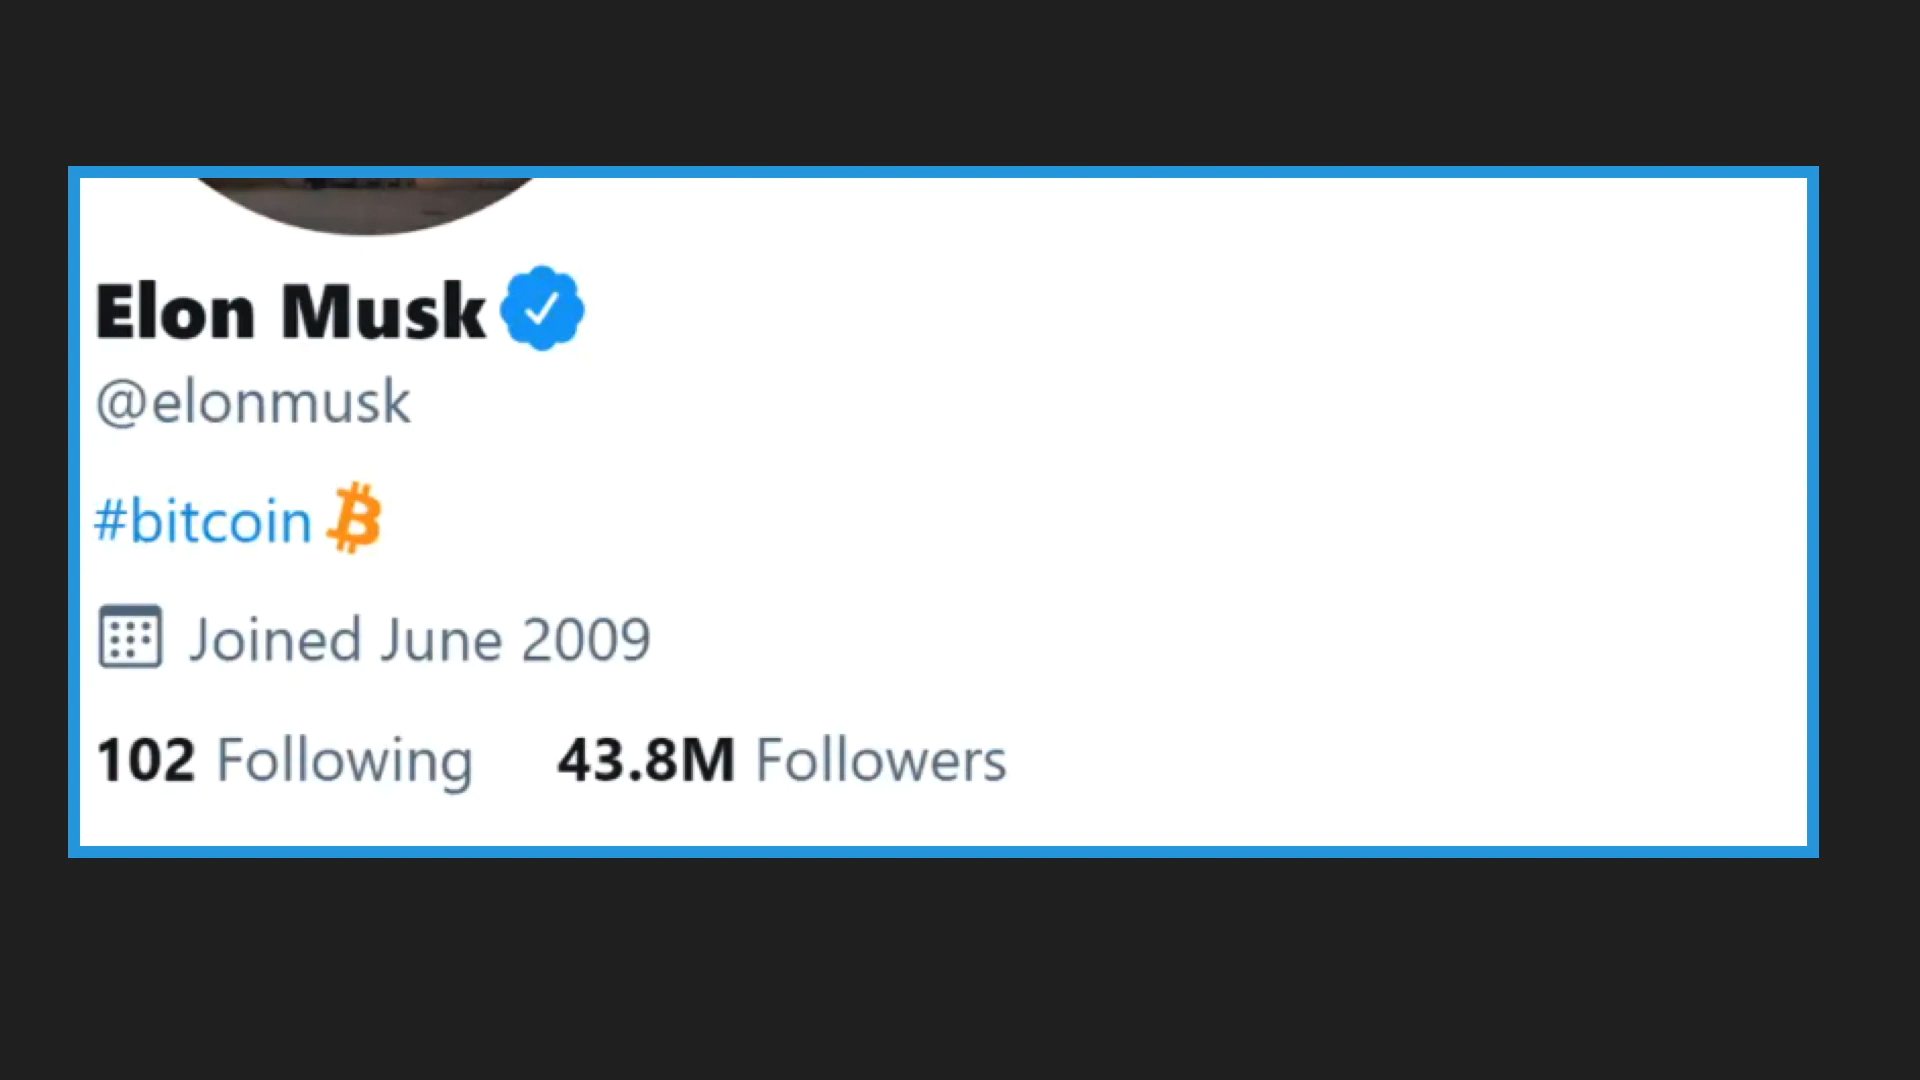 Elon Musk
@elonmusk
#bitcoin
Joined June 2009
102 Following 43.8M Followers